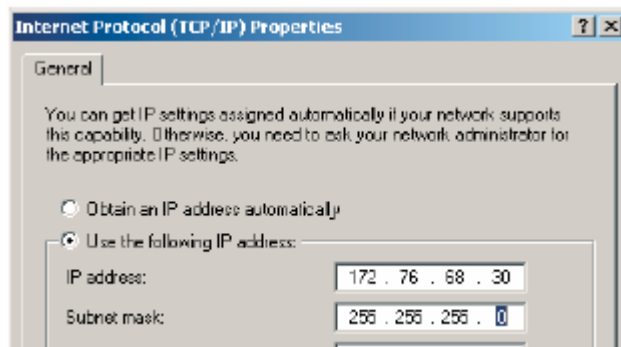 Internet Protocol (TCP/IP) Properties
General
You can get IP settings assigned automatically if your network supports
this capability. Otherwise, you need to ask your network administrator for
the appropriate IP settings.
Obtain an IP address automatically
Use the following IP address:
IP address: 172 . 76 . 68 . 30
Subnet mask: 255 . 255 . 255 . 0